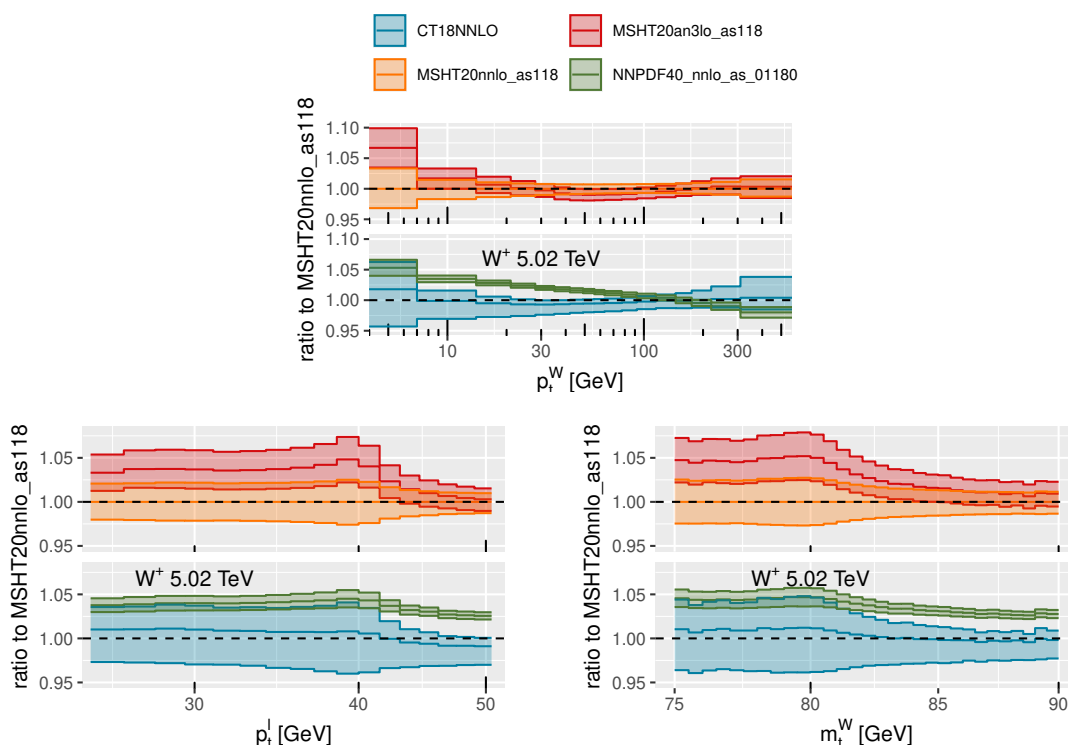 CT18NNLO
MSHT20an3lo_as118
MSHT20nnlo_as118
NNPDF40_nnlo_as_01180
ratio to MSHT20nnlo_as118
1.10
1.05
1.00
0.95
W⁺ 5.02 TeV
1.10
1.05
1.00
0.95
10 30 100 300
pₜᵂ [GeV]
ratio to MSHT20nnlo_as118
1.05
1.00
0.95
W⁺ 5.02 TeV
1.05
1.00
0.95
30 40 50
pₜˡ [GeV]
ratio to MSHT20nnlo_as118
1.05
1.00
0.95
W⁺ 5.02 TeV
1.05
1.00
0.95
75 80 85 90
mₜᵂ [GeV]